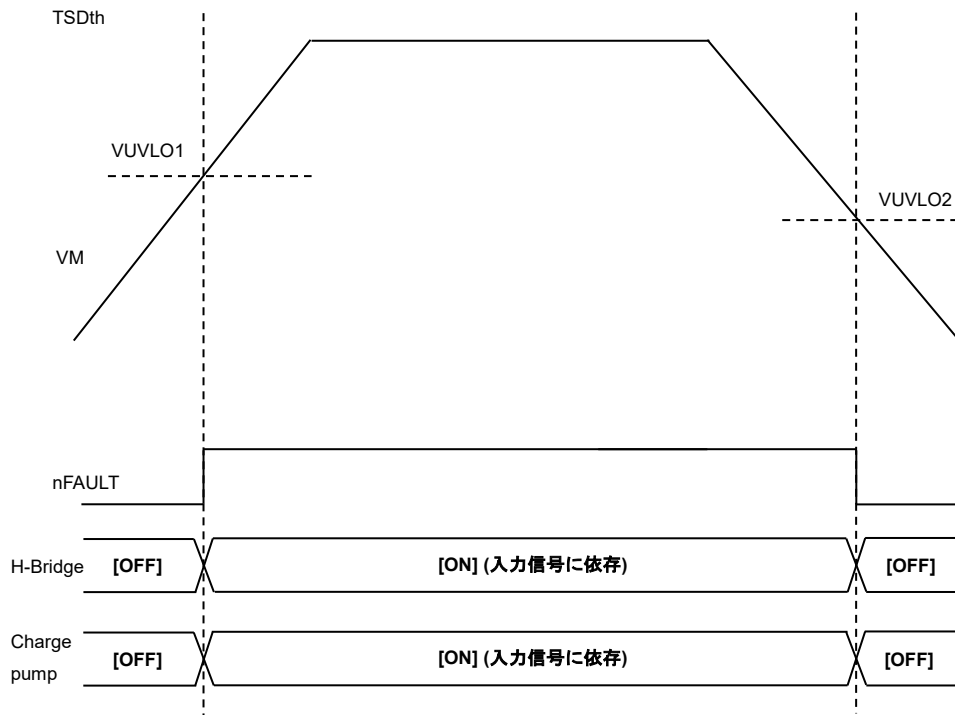 TSDth
VUVLO1
VUVLO2
VM
nFAULT
H-Bridge [OFF] [ON] (入力信号に依存) [OFF]
Charge pump [OFF] [ON] (入力信号に依存) [OFF]